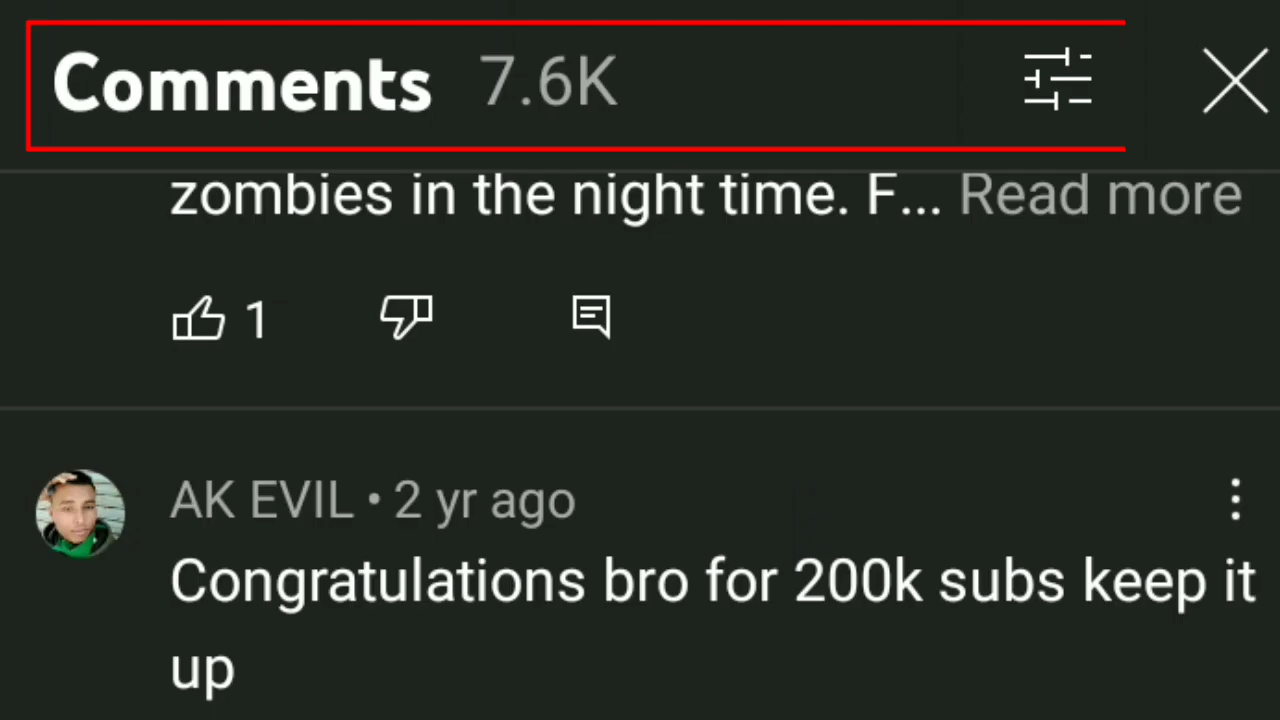 Comments 7.6K
zombies in the night time. F... Read more
1
AK EVIL • 2 yr ago
Congratulations bro for 200k subs keep it
up